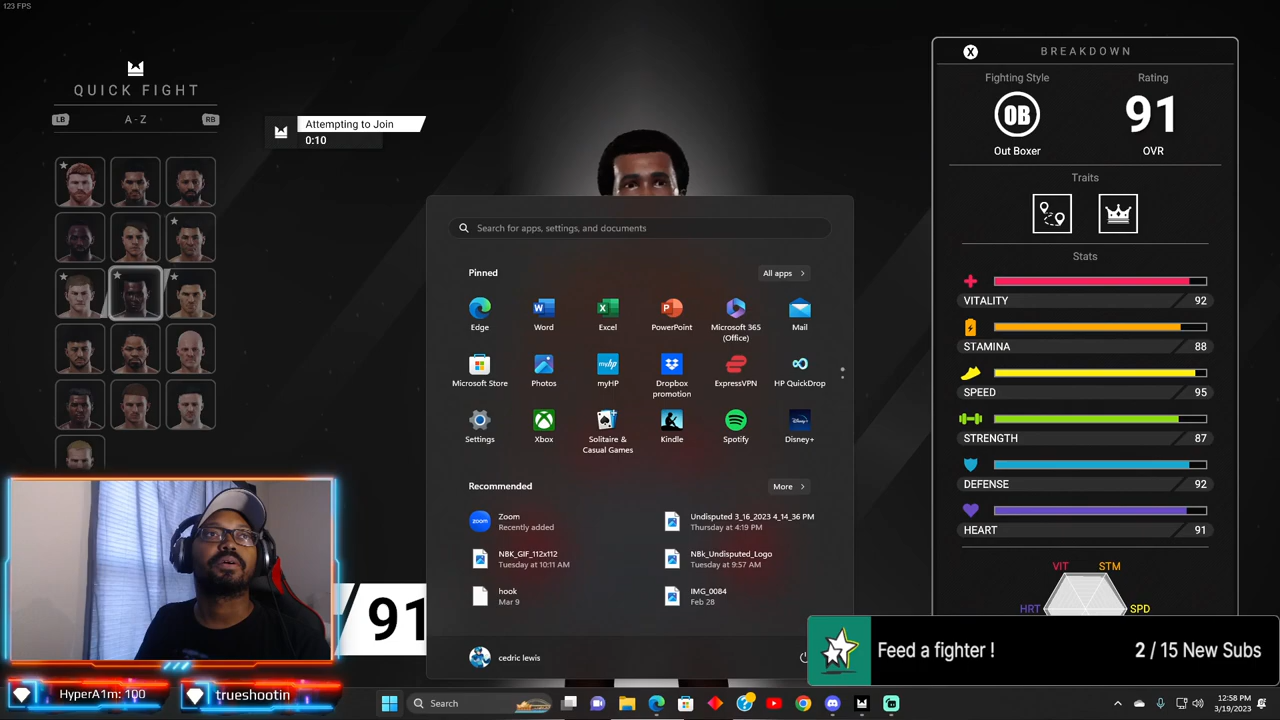 123 FPS
QUICK FIGHT
LB
A - Z
RB
Attempting to Join
0:10
X
BREAKDOWN
Fighting Style
Rating
OB
91
Out Boxer
OVR
Traits
Stats
VITALITY
92
STAMINA
88
SPEED
95
STRENGTH
87
DEFENSE
92
HEART
91
VIT
STM
HRT
SPD
Search for apps, settings, and documents
Pinned
All apps
Edge
Word
Excel
PowerPoint
Microsoft 365
(Office)
Mail
Microsoft Store
Photos
myHP
Dropbox
promotion
ExpressVPN
HP QuickDrop
Settings
Xbox
Solitaire &
Casual Games
Kindle
Spotify
Disney+
Recommended
More
zoom
Zoom
Recently added
Undisputed 3_16_2023 4_14_36 PM
Thursday at 4:19 PM
NBK_GIF_112x112
Tuesday at 10:11 AM
NBk_Undisputed_Logo
Tuesday at 9:57 AM
hook
Mar 9
IMG_0084
Feb 28
cedric lewis
/91
Feed a fighter !
2 / 15 New Subs
HyperA1m: 100
trueshootin
Search
12:58 PM
3/19/2023